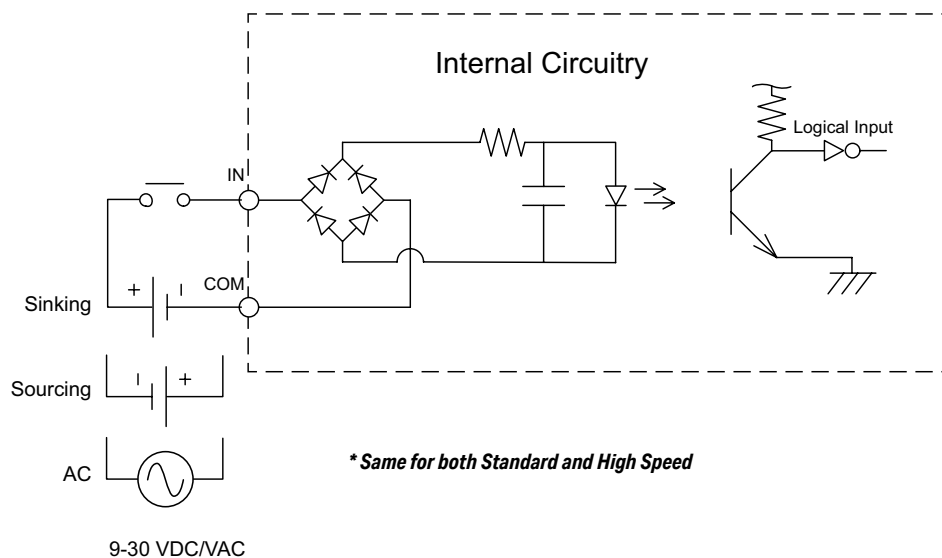 Internal Circuitry
Logical Input
IN
COM
+ –
Sinking
– +
Sourcing
AC
* Same for both Standard and High Speed
9-30 VDC/VAC